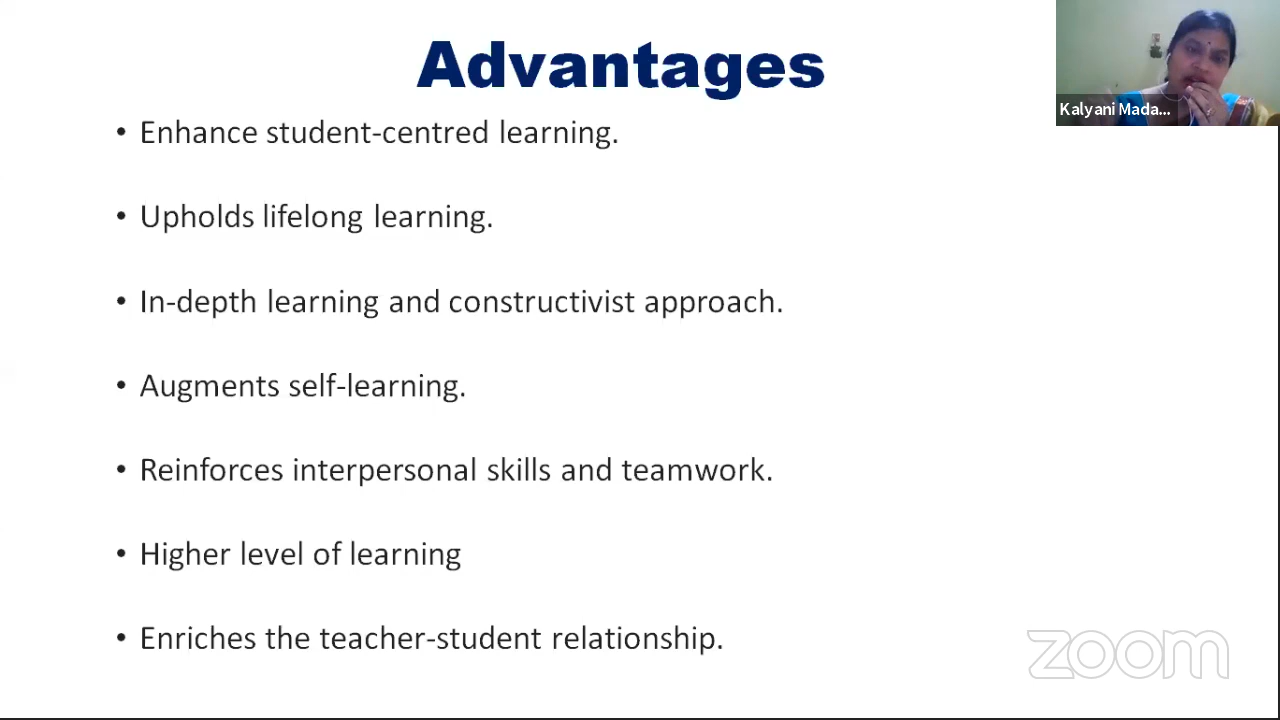 Advantages
Kalyani Mada...
• Enhance student-centred learning.
• Upholds lifelong learning.
• In-depth learning and constructivist approach.
• Augments self-learning.
• Reinforces interpersonal skills and teamwork.
• Higher level of learning
• Enriches the teacher-student relationship.
zoom